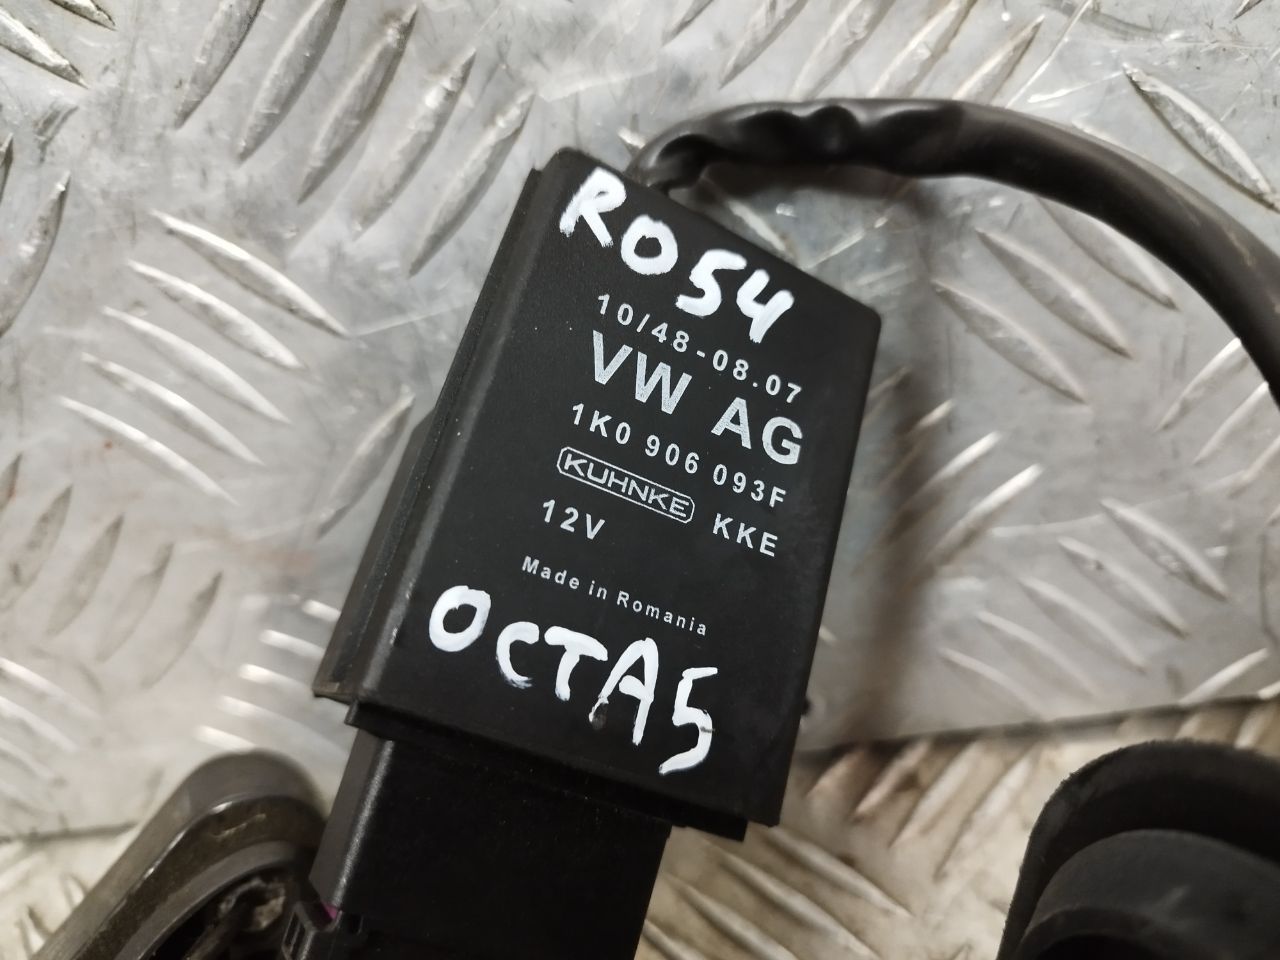 RO54
10/48-08.07
VW AG
1K0 906 093F
KUHNKE KKE
12V
Made in Romania
OCTA5